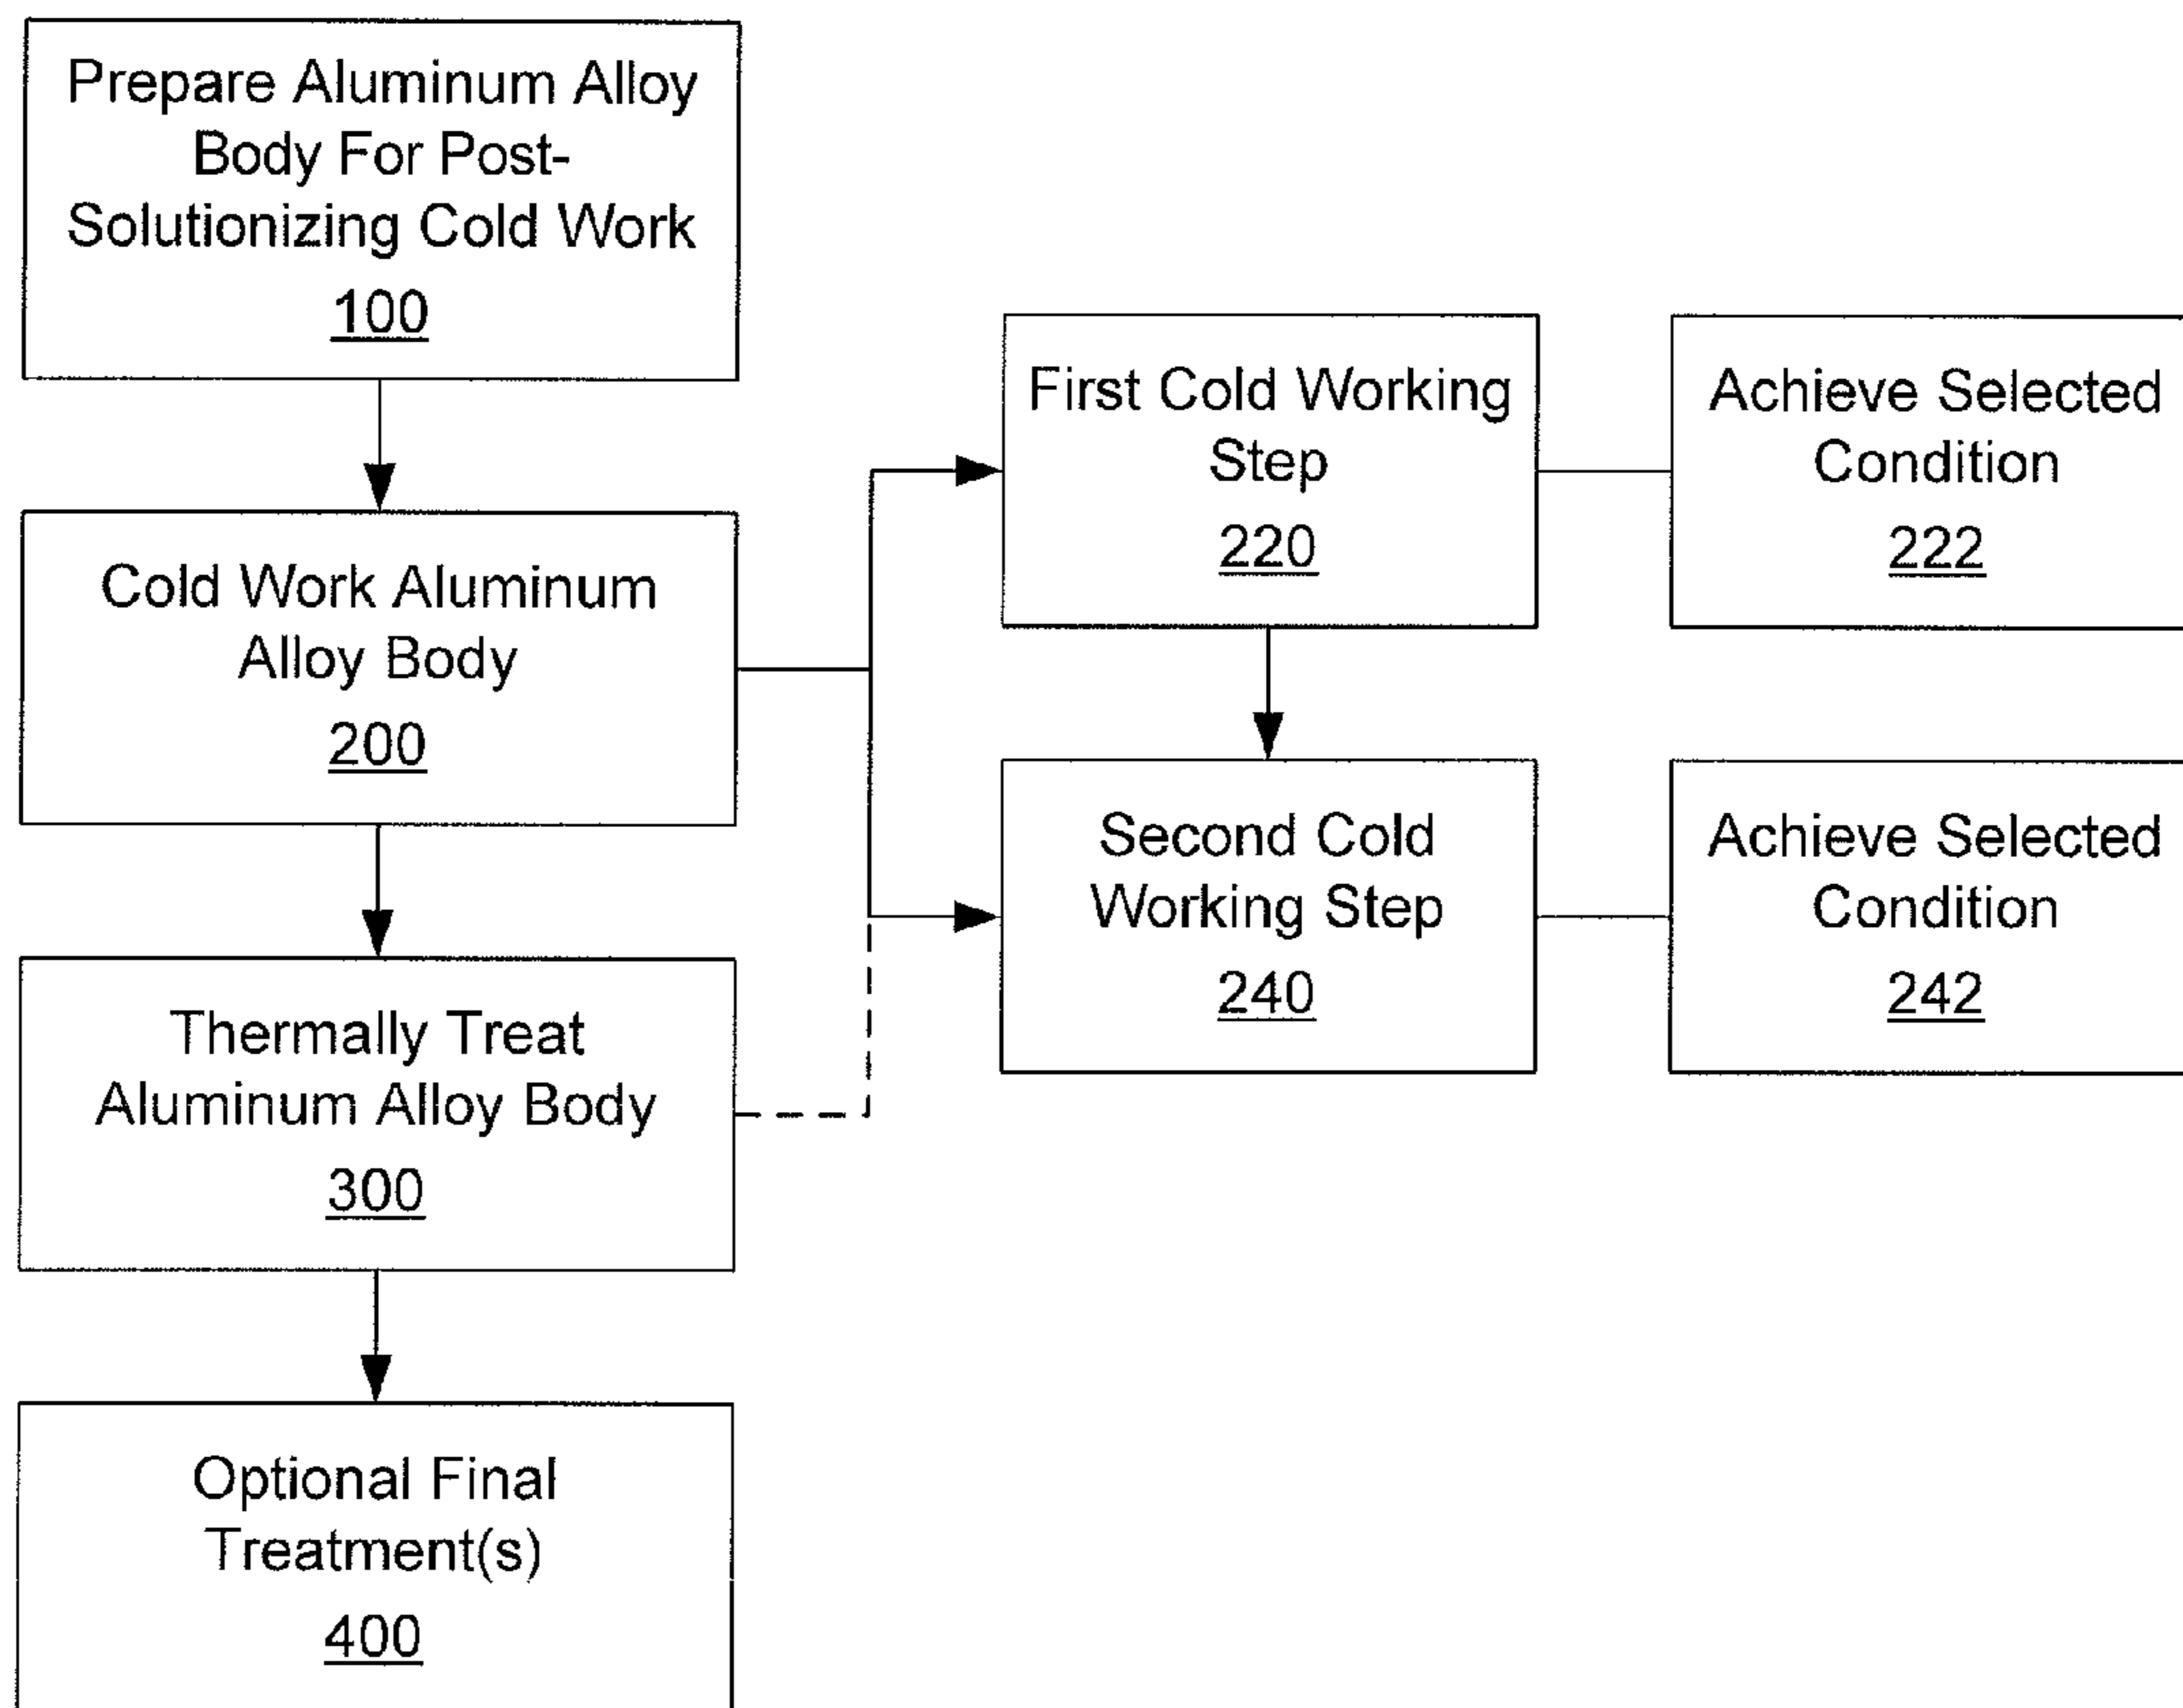 Prepare Aluminum Alloy
Body For Post-
Solutionizing Cold Work
100
Cold Work Aluminum
Alloy Body
200
Thermally Treat
Aluminum Alloy Body
300
Optional Final
Treatment(s)
400
First Cold Working
Step
220
Second Cold
Working Step
240
Achieve Selected
Condition
222
Achieve Selected
Condition
242